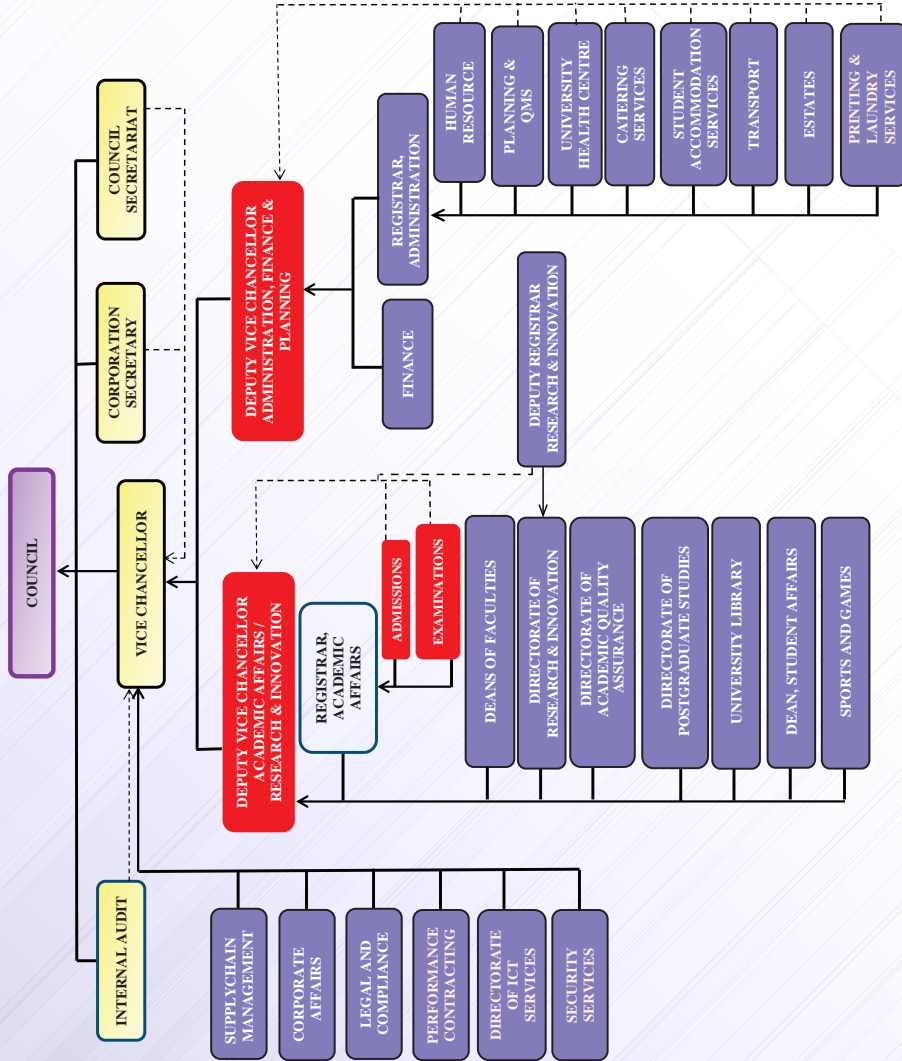 COUNCIL
INTERNAL AUDIT
VICE CHANCELLOR
CORPORATION
SECRETARY
COUNCIL
SECRETARIAT
SUPPLYCHAIN
MANAGEMENT
CORPORATE
AFFAIRS
LEGAL AND
COMPLIANCE
PERFORMANCE
CONTRACTING
DIRECTORATE
OF ICT
SERVICES
SECURITY
SERVICES
DEPUTY VICE CHANCELLOR
ACADEMIC AFFAIRS /
RESEARCH & INNOVATION
DEPUTY VICE CHANCELLOR
ADMINISTRATION, FINANCE &
PLANNING
REGISTRAR,
ACADEMIC
AFFAIRS
ADMISSIONS
EXAMINATIONS
FINANCE
REGISTRAR,
ADMINISTRATION
DEANS OF FACULTIES
DIRECTORATE OF
RESEARCH & INNOVATION
DIRECTORATE OF
ACADEMIC QUALITY
ASSURANCE
DIRECTORATE OF
POSTGRADUATE STUDIES
UNIVERSITY LIBRARY
DEAN, STUDENT AFFAIRS
SPORTS AND GAMES
DEPUTY REGISTRAR
RESEARCH & INNOVATION
HUMAN
RESOURCE
PLANNING &
QMS
UNIVERSITY
HEALTH CENTRE
CATERING
SERVICES
STUDENT
ACCOMMODATION
SERVICES
TRANSPORT
ESTATES
PRINTING &
LAUNDRY
SERVICES